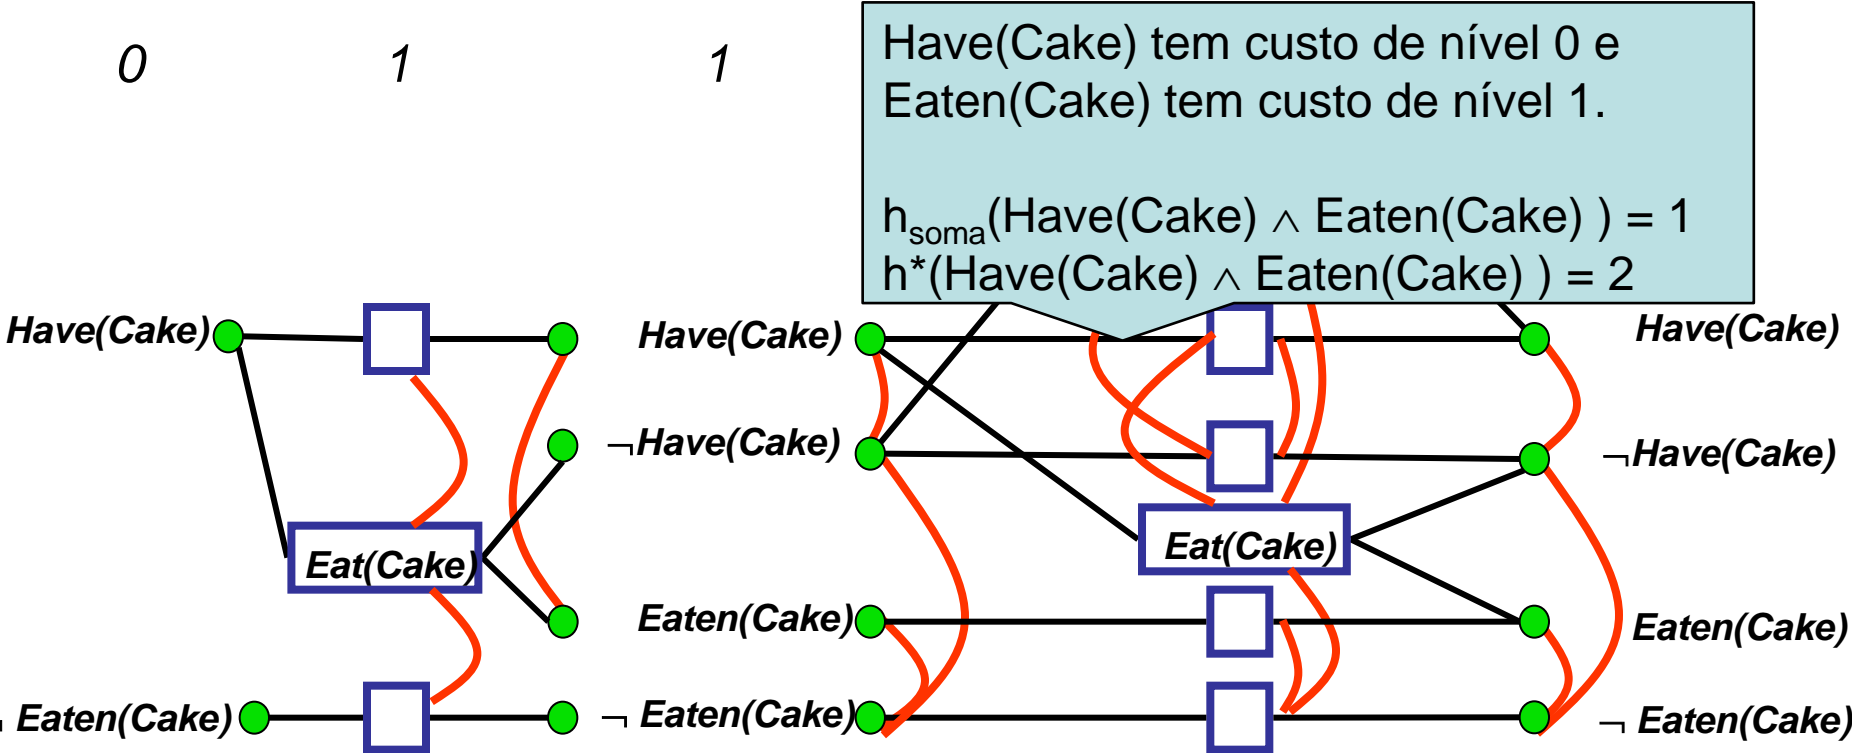 0 1 1
Have(Cake) tem custo de nível 0 e
Eaten(Cake) tem custo de nível 1.
h_soma(Have(Cake) ∧ Eaten(Cake) ) = 1
h*(Have(Cake) ∧ Eaten(Cake) ) = 2
Have(Cake) Have(Cake) Have(Cake)
¬Have(Cake) ¬Have(Cake)
Eat(Cake) Eat(Cake)
Eaten(Cake) Eaten(Cake)
¬ Eaten(Cake) ¬ Eaten(Cake) ¬ Eaten(Cake)